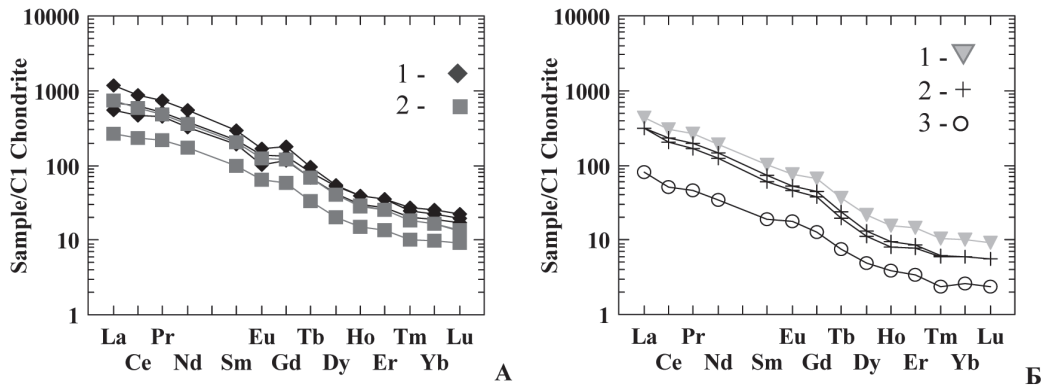 10000
1000
100
10
1
Sample/C1 Chondrite
1 -
2 -
La Pr Eu Tb Ho Tm Lu
Ce Nd Sm Gd Dy Er Yb
А
10000
1000
100
10
1
Sample/C1 Chondrite
1 -
2 -
3 -
La Pr Eu Tb Ho Tm Lu
Ce Nd Sm Gd Dy Er Yb
Б